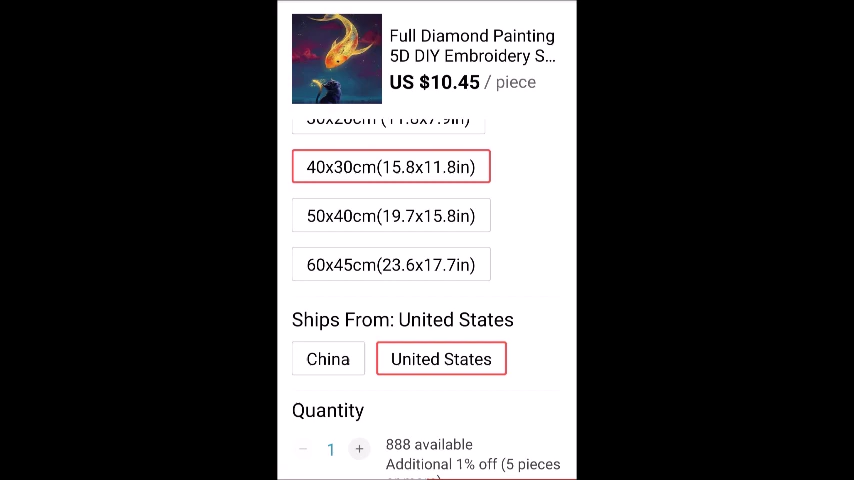 Full Diamond Painting
5D DIY Embroidery S...
US $10.45 / piece
40x30cm(15.8x11.8in)
50x40cm(19.7x15.8in)
60x45cm(23.6x17.7in)
Ships From: United States
China
United States
Quantity
1
888 available
Additional 1% off (5 pieces